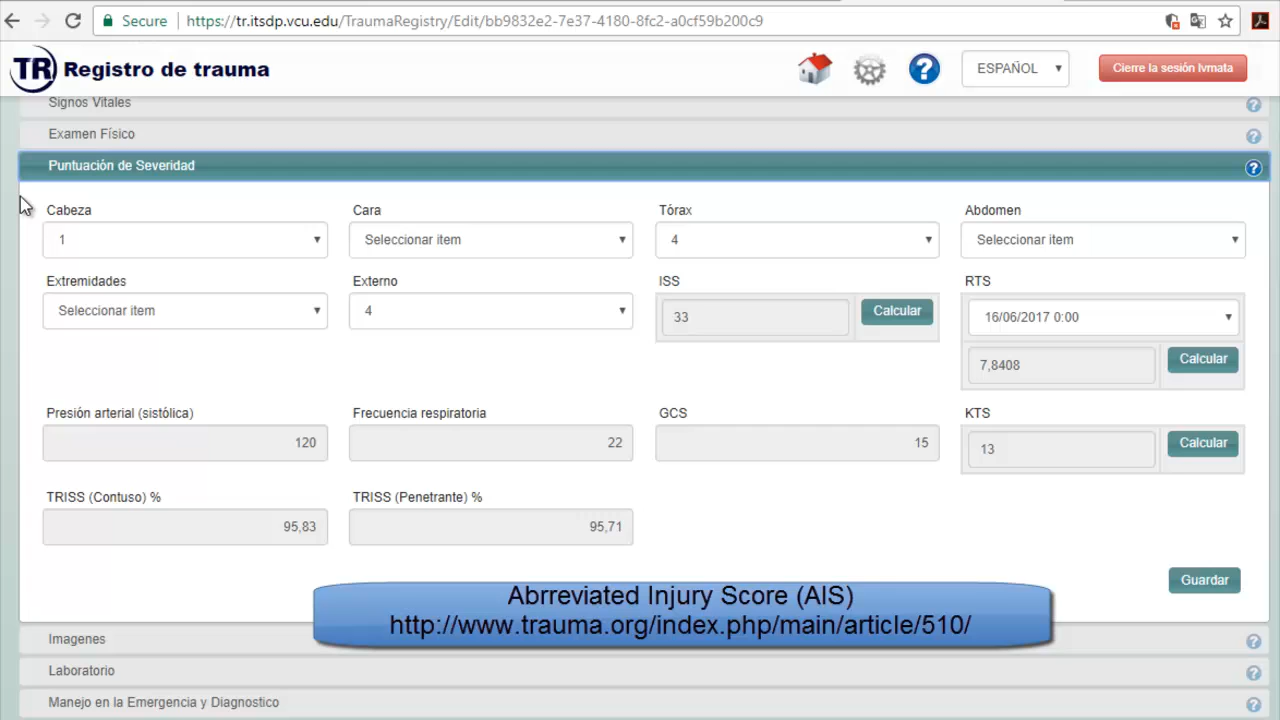 Secure https://tr.itsdp.vcu.edu/TraumaRegistry/Edit/bb9832e2-7e37-4180-8fc2-a0cf59b200c9
TR Registro de trauma ? ESPAÑOL Cierre la sesión lvmata
Signos Vitales ?
Examen Físico ?
Puntuación de Severidad ?
Cabeza Cara Tórax Abdomen
1 Seleccionar item 4 Seleccionar item
Extremidades Externo ISS RTS
Seleccionar item 4 33 Calcular 16/06/2017 0:00
7,8408 Calcular
Presión arterial (sistólica) Frecuencia respiratoria GCS KTS
120 22 15 13 Calcular
TRISS (Contuso) % TRISS (Penetrante) %
95,83 95,71
Guardar
Abrreviated Injury Score (AIS)
http://www.trauma.org/index.php/main/article/510/
Imagenes ?
Laboratorio ?
Manejo en la Emergencia y Diagnostico ?